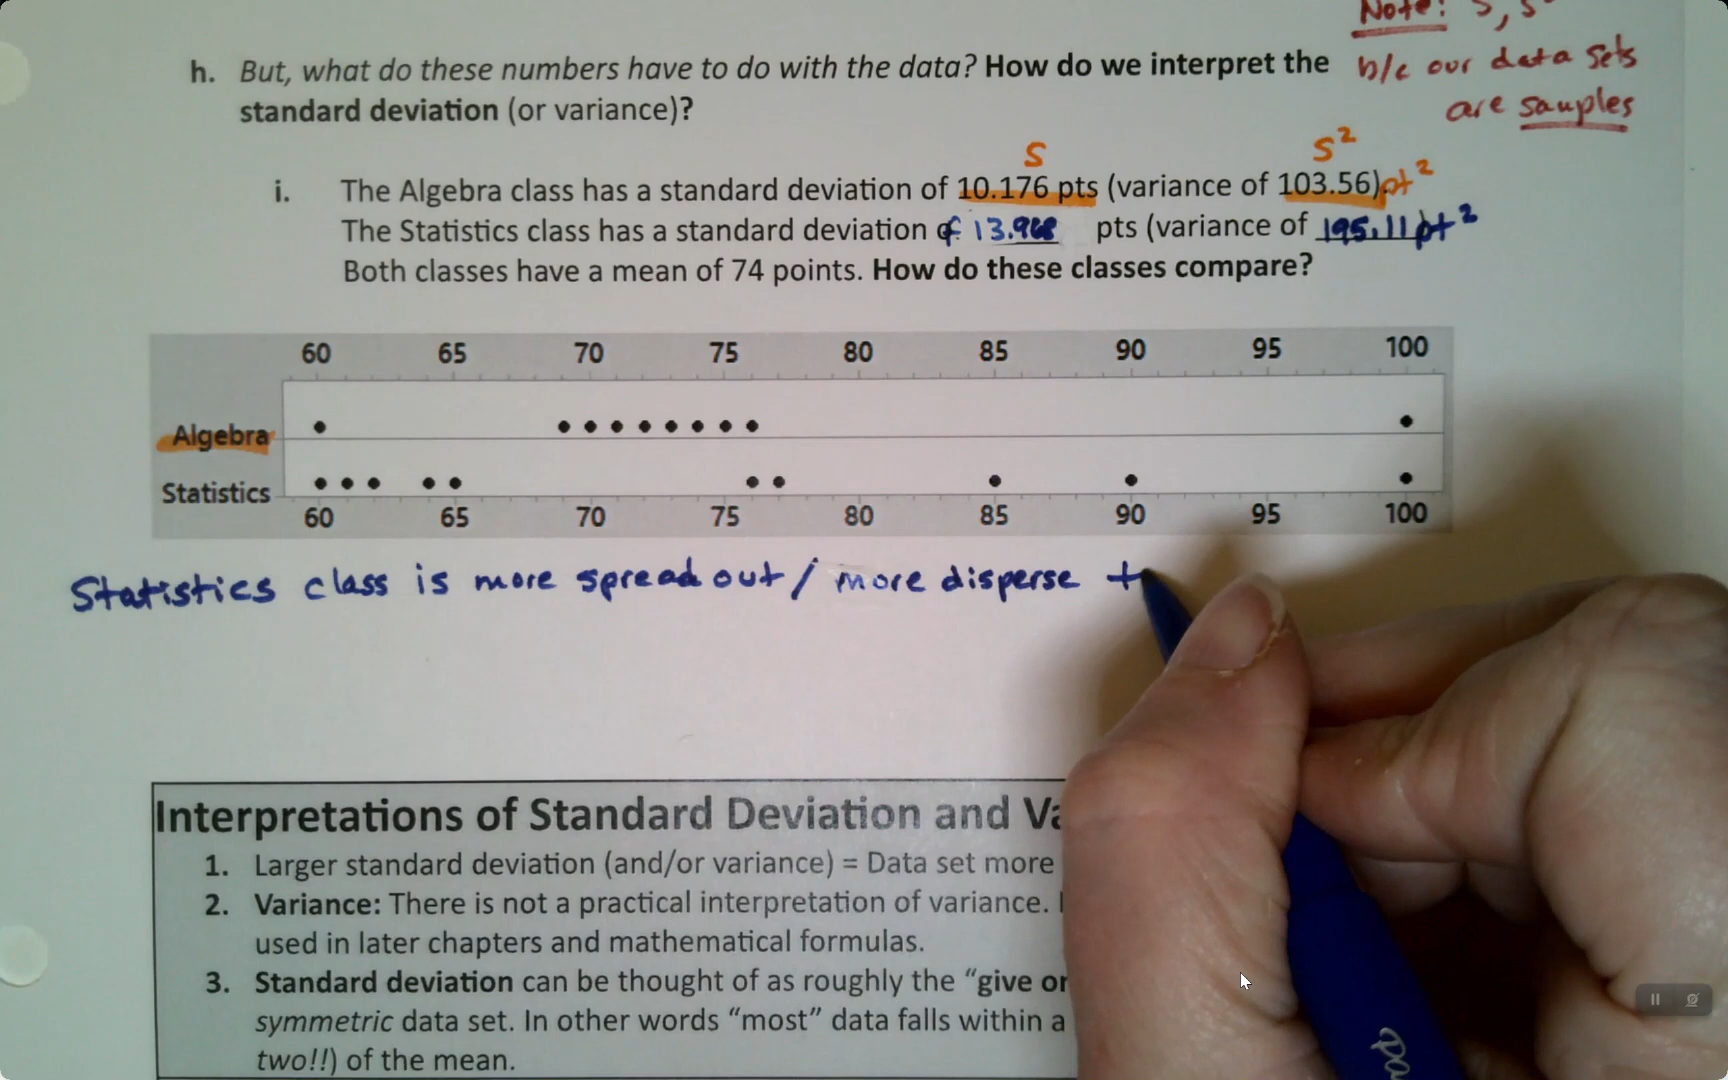 Note: s, s
h. But, what do these numbers have to do with the data? How do we interpret the
b/c our data sets
standard deviation (or variance)?
are samples
s s²
i. The Algebra class has a standard deviation of 10.176 pts (variance of 103.56) pt²
The Statistics class has a standard deviation of 13.968 pts (variance of 195.11 pt²
Both classes have a mean of 74 points. How do these classes compare?
60 65 70 75 80 85 90 95 100
Algebra
Statistics
60 65 70 75 80 85 90 95 100
Statistics class is more spread out / more disperse t
Interpretations of Standard Deviation and
1. Larger standard deviation (and/or variance) = Data set more
2. Variance: There is not a practical interpretation of variance.
used in later chapters and mathematical formulas.
3. Standard deviation can be thought of as roughly the “give or
symmetric data set. In other words “most” data falls within a
two!!) of the mean.